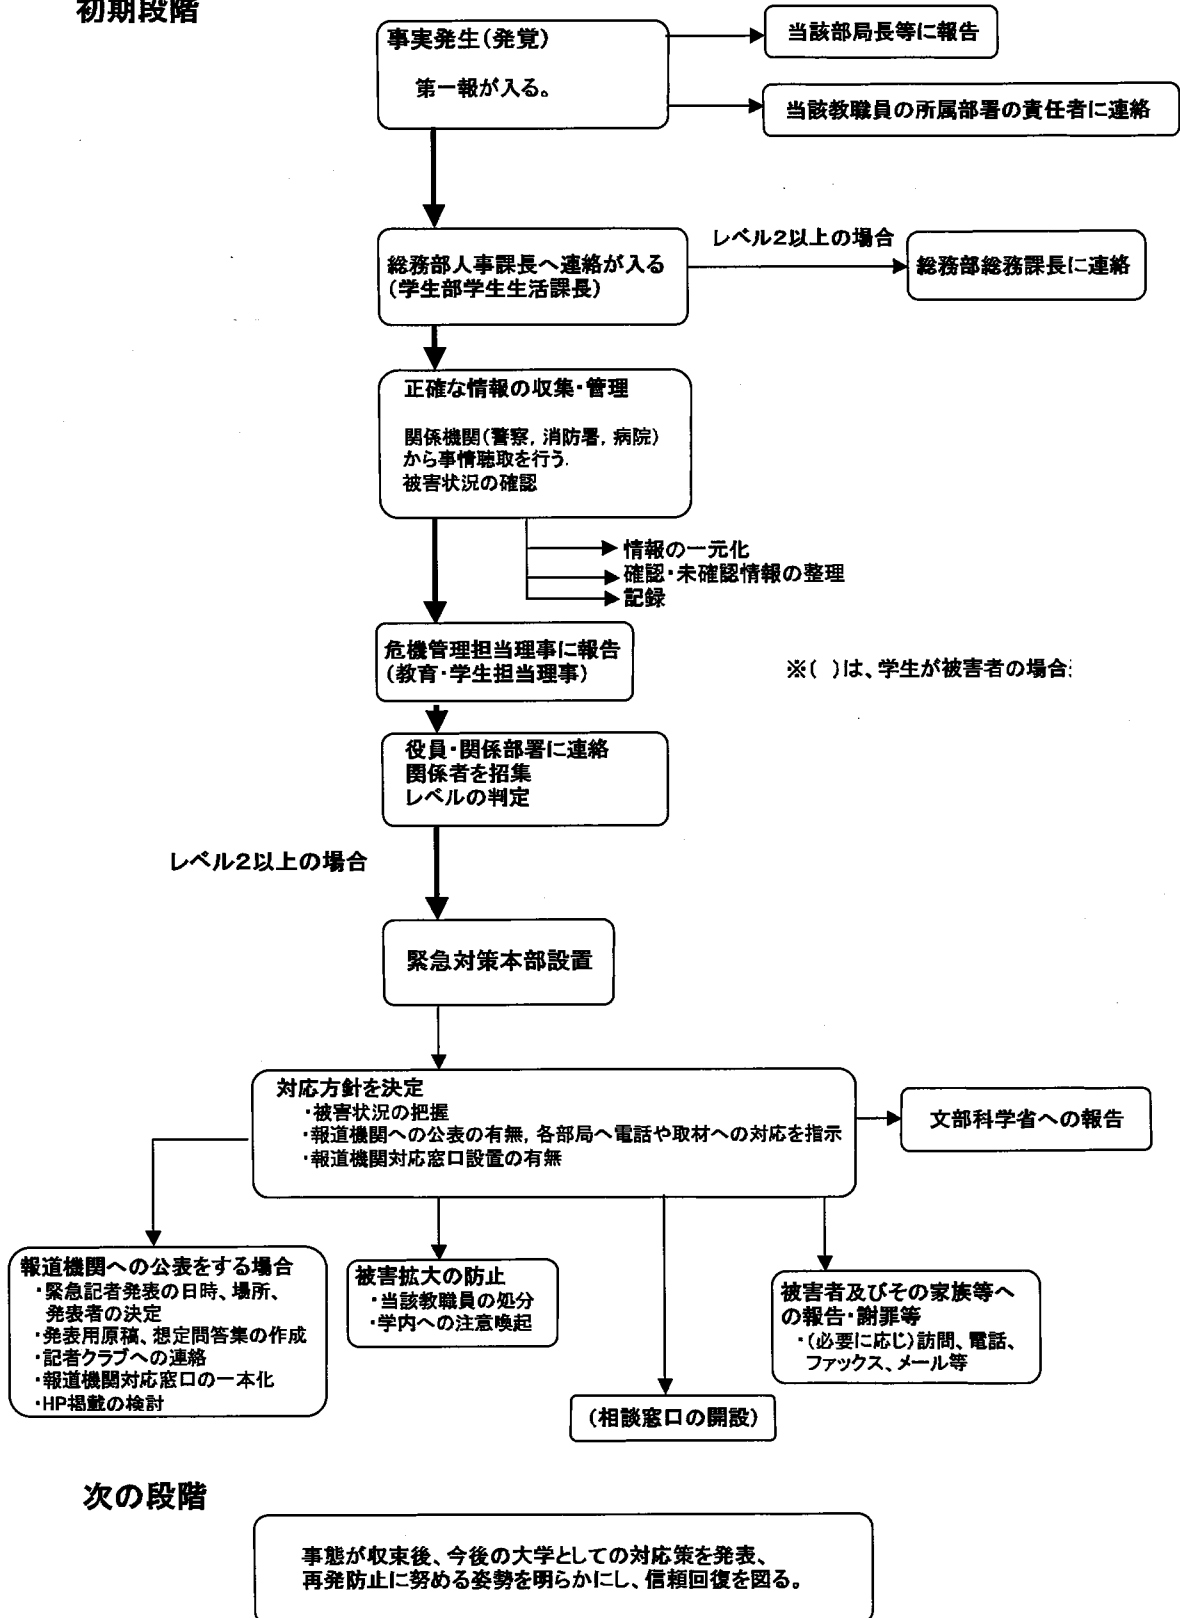 初期段階
事実発生(発覚)
第一報が入る。
当該部局長等に報告
当該教職員の所属部署の責任者に連絡
総務部人事課長へ連絡が入る
(学生部学生生活課長)
レベル2以上の場合
総務部総務課長に連絡
正確な情報の収集・管理
関係機関(警察，消防署，病院)
から事情聴取を行う.
被害状況の確認
情報の一元化
確認・未確認情報の整理
記録
危機管理担当理事に報告
(教育・学生担当理事)
※( )は、学生が被害者の場合
役員・関係部署に連絡
関係者を招集
レベルの判定
レベル2以上の場合
緊急対策本部設置
対応方針を決定
・被害状況の把握
・報道機関への公表の有無，各部局へ電話や取材への対応を指示
・報道機関対応窓口設置の有無
文部科学省への報告
報道機関への公表をする場合
・緊急記者発表の日時、場所、
発表者の決定
・発表用原稿、想定問答集の作成
・記者クラブへの連絡
・報道機関対応窓口の一本化
・HP掲載の検討
被害拡大の防止
・当該教職員の処分
・学内への注意喚起
(相談窓口の開設)
被害者及びその家族等へ
の報告・謝罪等
・(必要に応じ)訪問、電話、
ファックス、メール等
次の段階
事態が収束後、今後の大学としての対応策を発表、
再発防止に努める姿勢を明らかにし、信頼回復を図る。